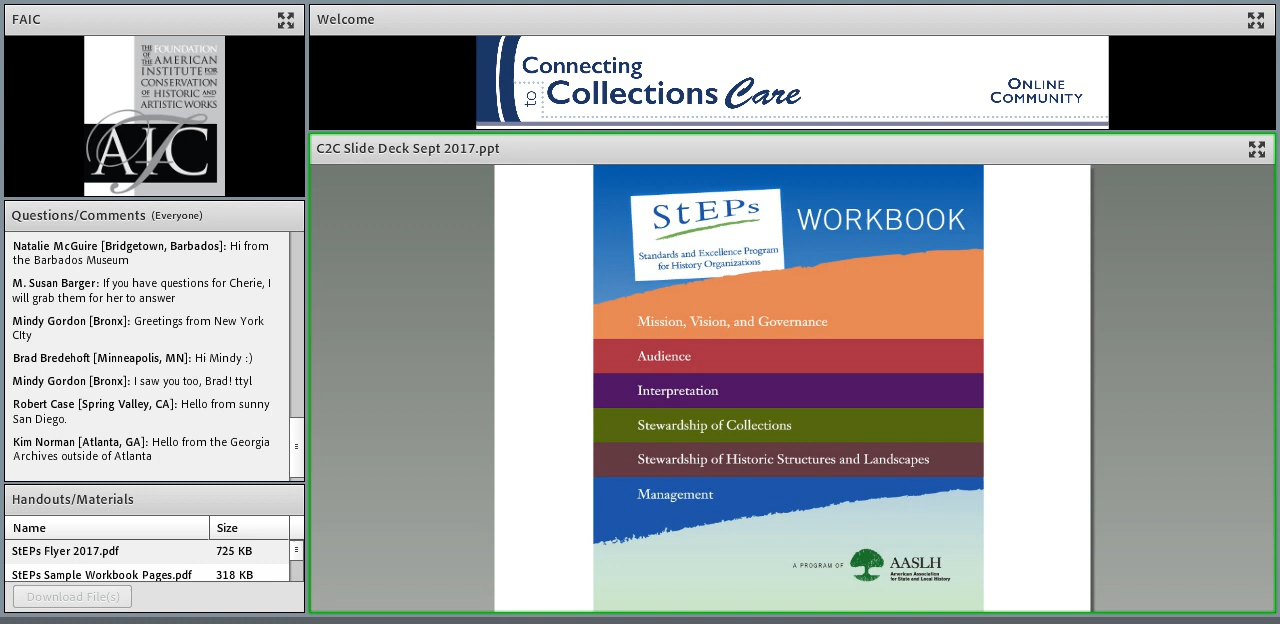 FAIC
THE FOUNDATION
OF THE AMERICAN
INSTITUTE FOR
CONSERVATION
OF HISTORIC AND
ARTISTIC WORKS
AIC
Welcome
Connecting
to Collections Care
ONLINE
COMMUNITY
Questions/Comments (Everyone)
Natalie McGuire [Bridgetown, Barbados]: Hi from
the Barbados Museum
M. Susan Barger: If you have questions for Cherie, I
will grab them for her to answer
Mindy Gordon [Bronx]: Greetings from New York
CIty
Brad Bredehoft [Minneapolis, MN]: Hi Mindy :)
Mindy Gordon [Bronx]: I saw you too, Brad! ttyl
Robert Case [Spring Valley, CA]: Hello from sunny
San Diego.
Kim Norman [Atlanta, GA]: Hello from the Georgia
Archives outside of Atlanta
Handouts/Materials
Name Size
StEPs Flyer 2017.pdf 725 KB
StEPs Sample Workbook Pages.pdf 318 KB
Download File(s)
C2C Slide Deck Sept 2017.ppt
StEPs
Standards and Excellence Program
for History Organizations
WORKBOOK
Mission, Vision, and Governance
Audience
Interpretation
Stewardship of Collections
Stewardship of Historic Structures and Landscapes
Management
A PROGRAM OF
AASLH
American Association
for State and Local History